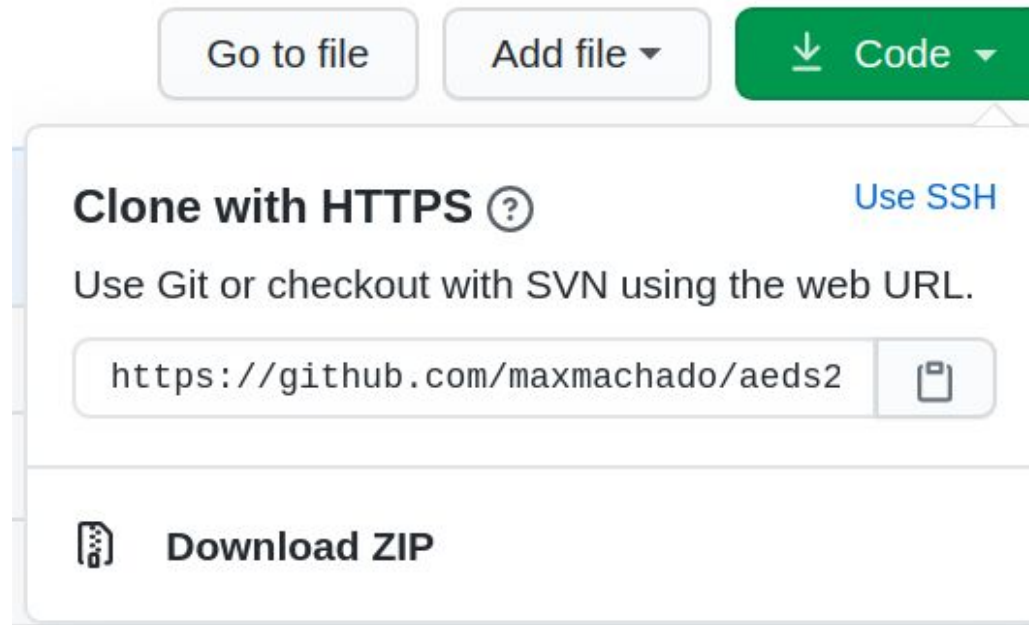 Go to file
Add file
Code
Clone with HTTPS ?
Use SSH
Use Git or checkout with SVN using the web URL.
https://github.com/maxmachado/aeds2
Download ZIP